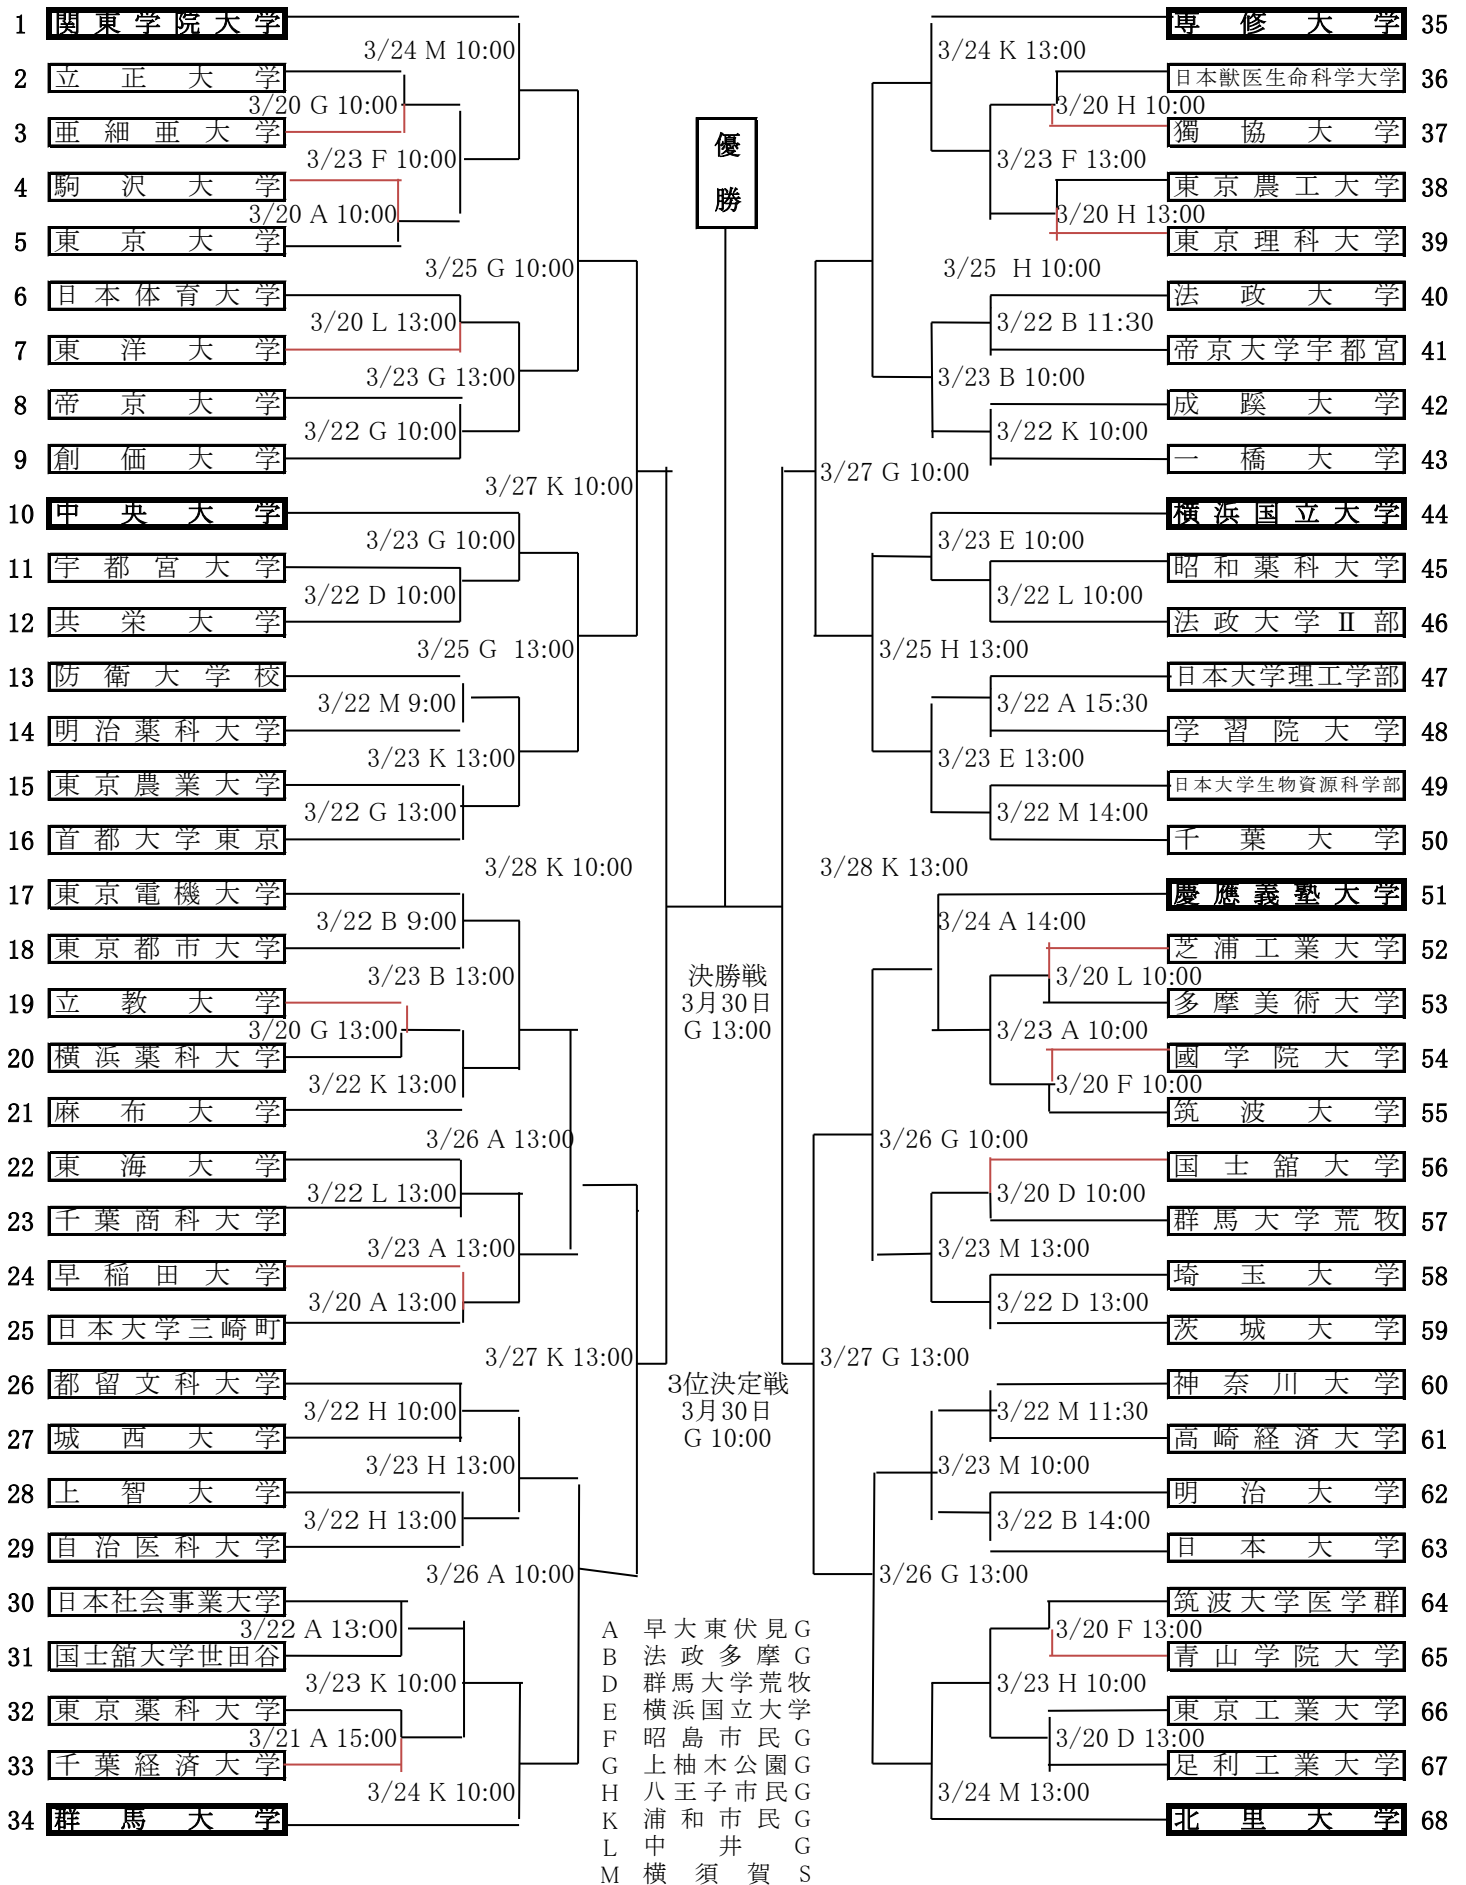 1 関東学院大学
3/24 M 10:00
2 立正大学
3/20 G 10:00
3 亜細亜大学
3/23 F 10:00
4 駒沢大学
3/20 A 10:00
5 東京大学
3/25 G 10:00
6 日本体育大学
3/20 L 13:00
7 東洋大学
3/23 G 13:00
8 帝京大学
3/22 G 10:00
9 創価大学
3/27 K 10:00
10 中央大学
3/23 G 10:00
11 宇都宮大学
3/22 D 10:00
12 共栄大学
3/25 G 13:00
13 防衛大学校
3/22 M 9:00
14 明治薬科大学
3/23 K 13:00
15 東京農業大学
3/22 G 13:00
16 首都大学東京
3/28 K 10:00
17 東京電機大学
3/22 B 9:00
18 東京都市大学
3/23 B 13:00
19 立教大学
3/20 G 13:00
20 横浜薬科大学
3/22 K 13:00
21 麻布大学
3/26 A 13:00
22 東海大学
3/22 L 13:00
23 千葉商科大学
3/23 A 13:00
24 早稲田大学
3/20 A 13:00
25 日本大学三崎町
3/27 K 13:00
26 都留文科大学
3/22 H 10:00
27 城西大学
3/23 H 13:00
28 上智大学
3/22 H 13:00
29 自治医科大学
3/26 A 10:00
30 日本社会事業大学
3/22 A 13:00
31 国士舘大学世田谷
3/23 K 10:00
32 東京薬科大学
3/21 A 15:00
33 千葉経済大学
3/24 K 10:00
34 群馬大学
優
勝
決勝戦
3月30日
G 13:00
3位決定戦
3月30日
G 10:00
A 早大東伏見G
B 法政多摩G
D 群馬大学荒牧
E 横浜国立大学
F 昭島市民G
G 上柚木公園G
H 八王子市民G
K 浦和市民G
L 中井G
M 横須賀S
専修大学 35
3/24 K 13:00
日本獣医生命科学大学 36
3/20 H 10:00
獨協大学 37
3/23 F 13:00
東京農工大学 38
3/20 H 13:00
東京理科大学 39
3/25 H 10:00
法政大学 40
3/22 B 11:30
帝京大学宇都宮 41
3/23 B 10:00
成蹊大学 42
3/22 K 10:00
一橋大学 43
3/27 G 10:00
横浜国立大学 44
3/23 E 10:00
昭和薬科大学 45
3/22 L 10:00
法政大学Ⅱ部 46
3/25 H 13:00
日本大学理工学部 47
3/22 A 15:30
学習院大学 48
3/23 E 13:00
日本大学生物資源科学部 49
3/22 M 14:00
千葉大学 50
3/28 K 13:00
慶應義塾大学 51
3/24 A 14:00
芝浦工業大学 52
3/20 L 10:00
多摩美術大学 53
3/23 A 10:00
國学院大学 54
3/20 F 10:00
筑波大学 55
3/26 G 10:00
国士舘大学 56
3/20 D 10:00
群馬大学荒牧 57
3/23 M 13:00
埼玉大学 58
3/22 D 13:00
茨城大学 59
3/27 G 13:00
神奈川大学 60
3/22 M 11:30
高崎経済大学 61
3/23 M 10:00
明治大学 62
3/22 B 14:00
日本大学 63
3/26 G 13:00
筑波大学医学群 64
3/20 F 13:00
青山学院大学 65
3/23 H 10:00
東京工業大学 66
3/20 D 13:00
足利工業大学 67
3/24 M 13:00
北里大学 68